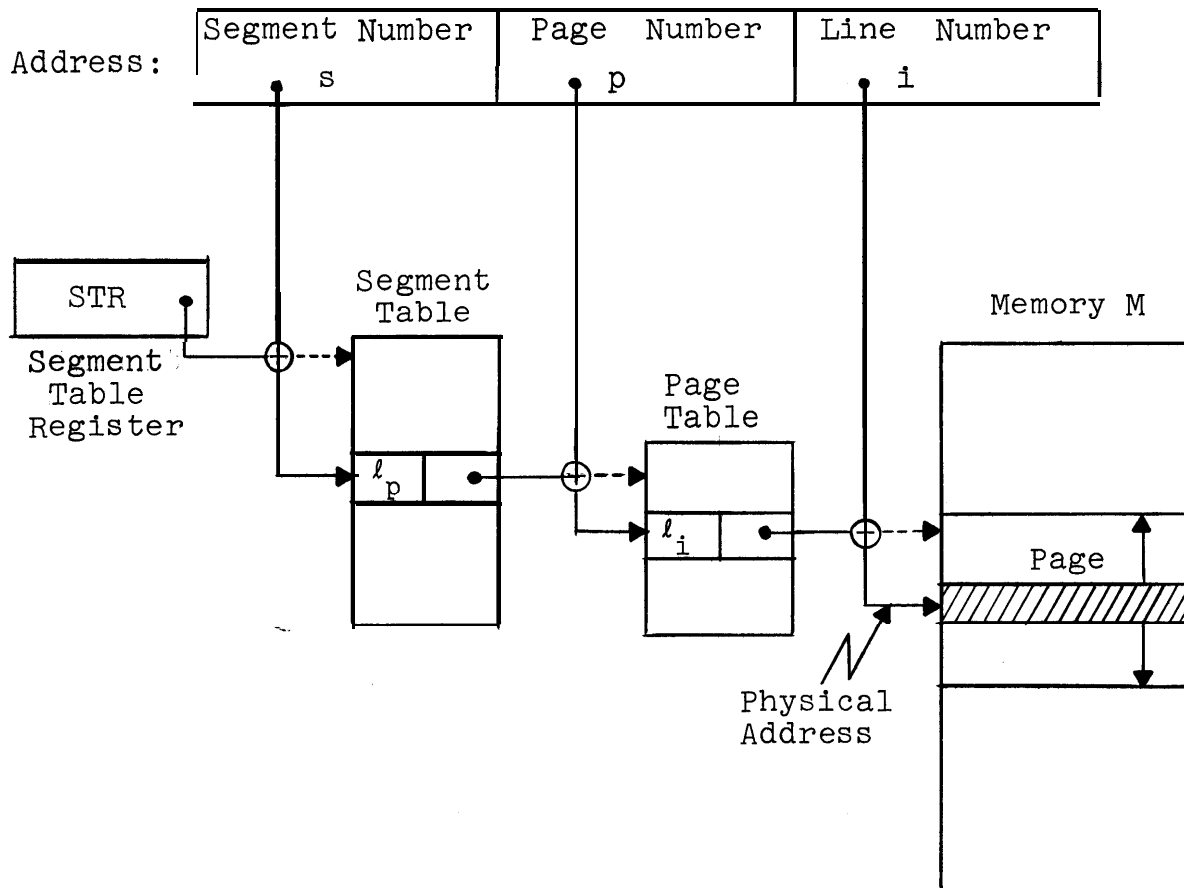 Segment Number Page Number Line Number
Address: s p i
STR
Segment
Table
Register
Segment
Table
ℓp
Page
Table
ℓi
Memory M
Page
Physical
Address